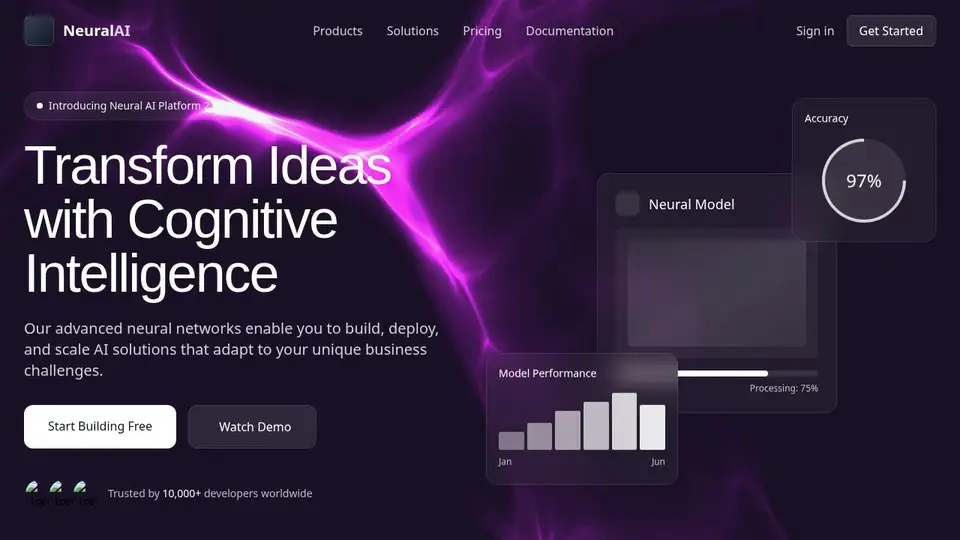 NeuralAI
Products
Solutions
Pricing
Documentation
Sign in
Get Started
Introducing Neural AI Platform
Transform Ideas
with Cognitive
Intelligence
Our advanced neural networks enable you to build, deploy,
and scale AI solutions that adapt to your unique business
challenges.
Start Building Free
Watch Demo
Trusted by 10,000+ developers worldwide
Accuracy
97%
Neural Model
Processing: 75%
Model Performance
Jan
Jun